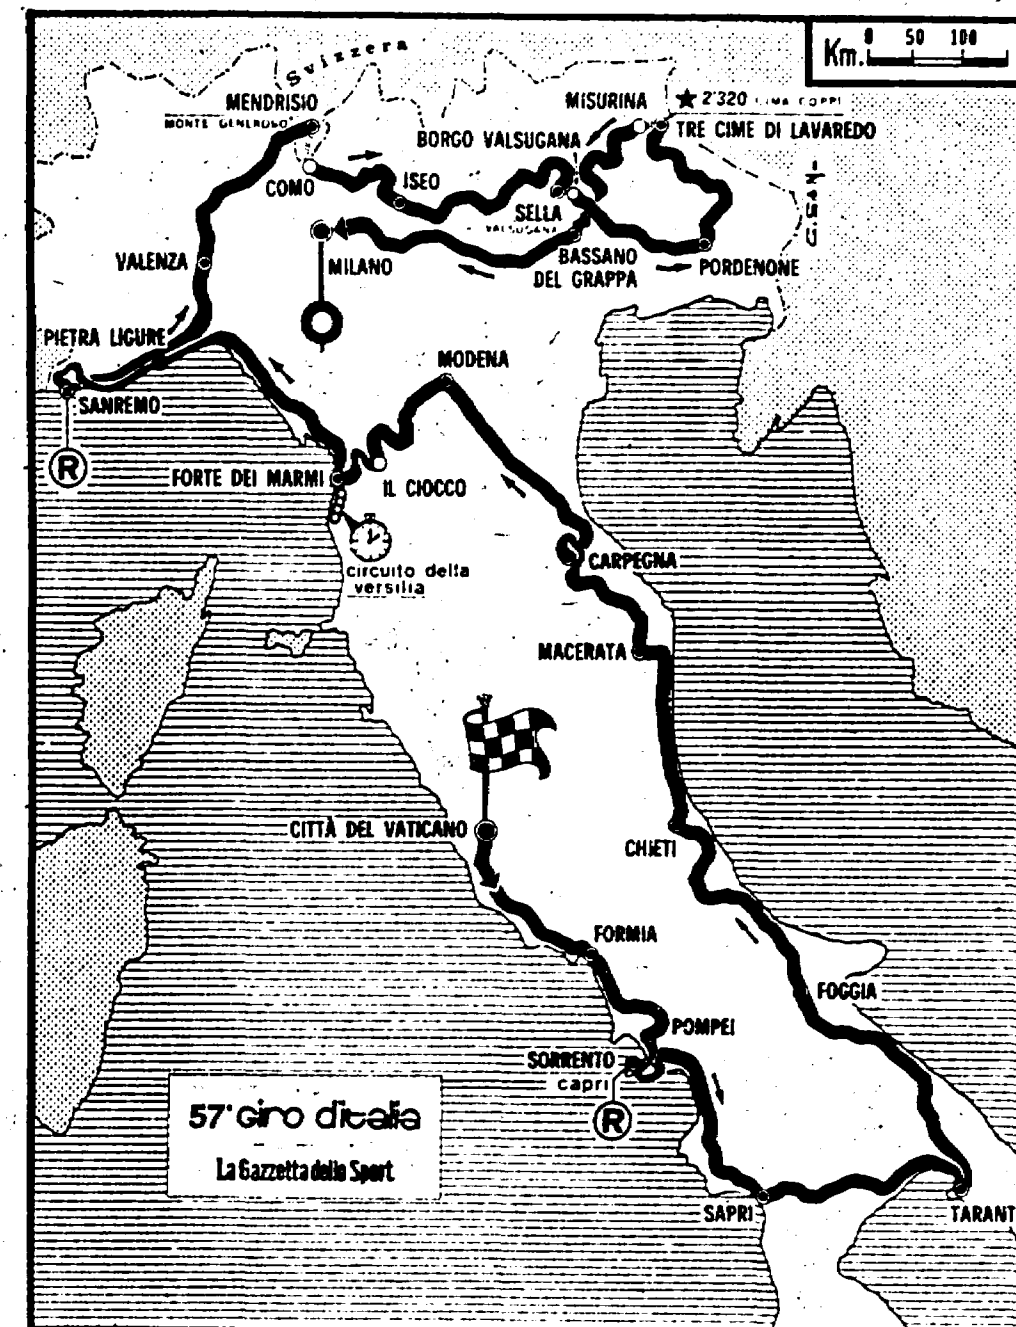 Km. 0 50 100
Svizzera
MENDRISIO
MONTE GENEROSO
MISURINA
2'320 CIMA COPPI
TRE CIME DI LAVAREDO
BORGO VALSUGANA
COMO
ISEO
SELLA
VALSUGANA
MILANO
BASSANO
DEL GRAPPA
PORDENONE
VALENZA
PIETRA LIGURE
SANREMO
R
MODENA
FORTE DEI MARMI
IL CIOCCO
circuito della
versilia
CARPEGNA
MACERATA
CITTÀ DEL VATICANO
CHIETI
FORMIA
FOGGIA
POMPEI
SORRENTO
capri
R
57° Giro d'italia
La Gazzetta dello Sport
SAPRI
TARANT